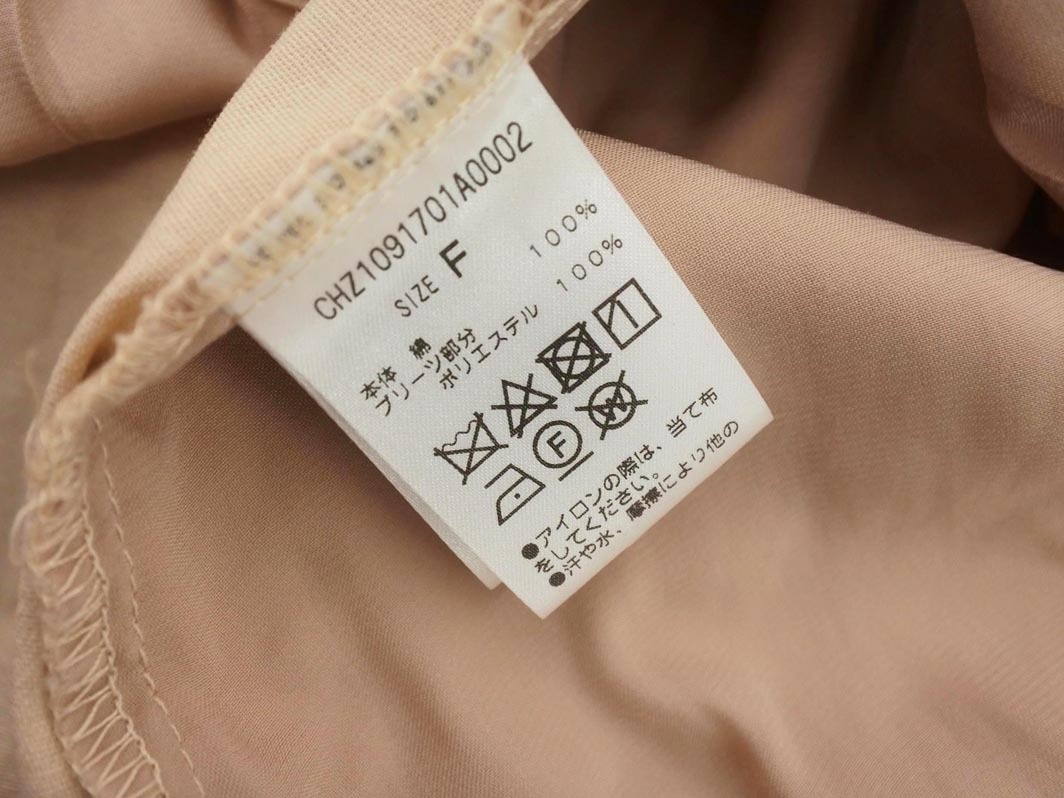 CHZ1091701A0002
SIZE F
本体 綿 100%
プリーツ部分
ポリエステル 100%
F
W
●アイロンの際は、当て布
をしてください。
●汗や水、摩擦により他の